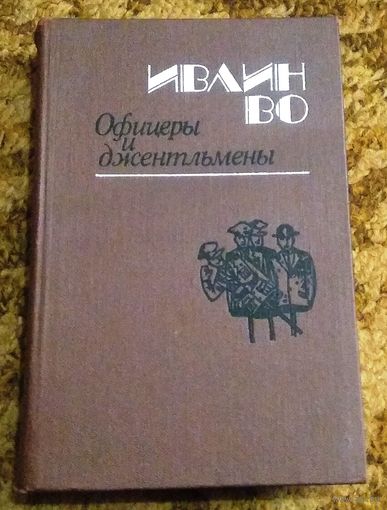 ИВЛИН
ВО
Офицеры
и
джентльмены